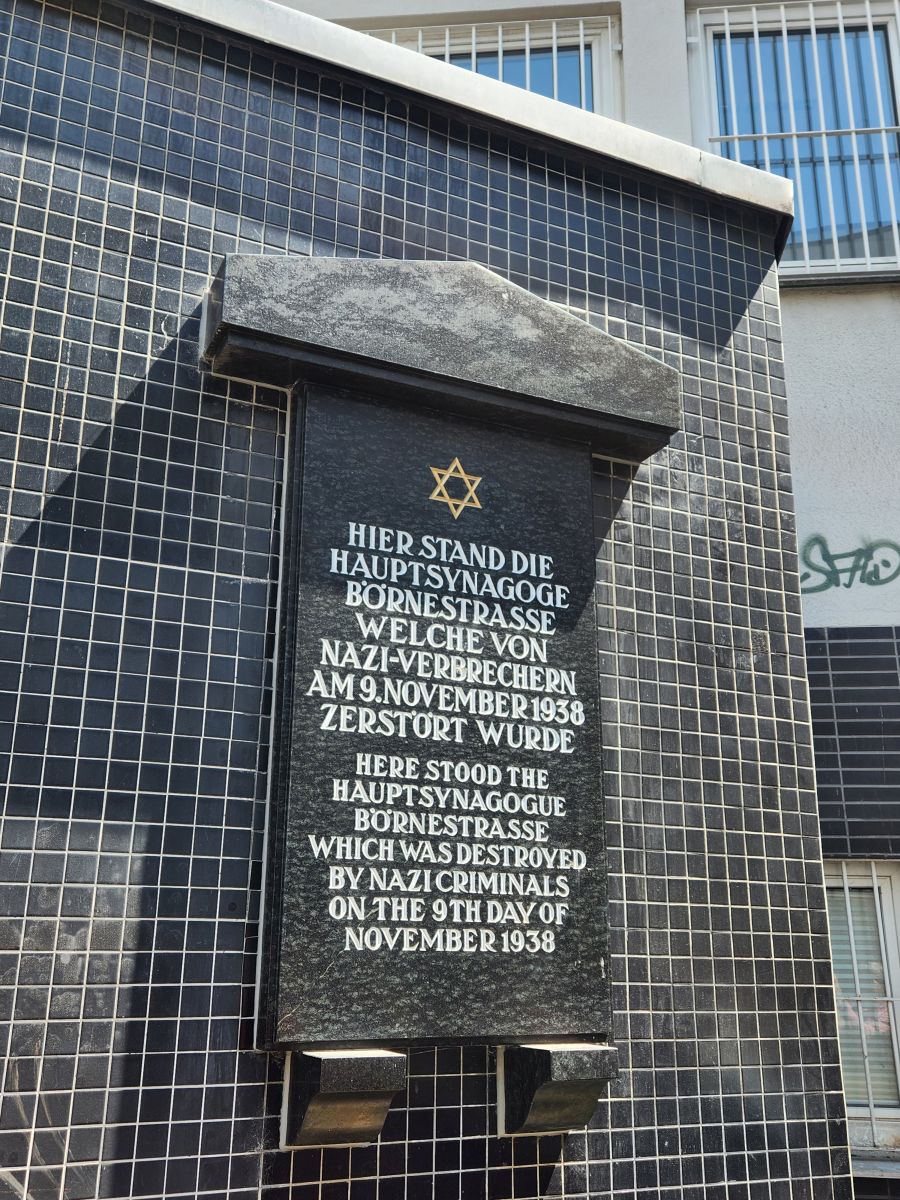 HIER STAND DIE
HAUPTSYNAGOGE
BÖRNESTRASSE
WELCHE VON
NAZI-VERBRECHERN
AM 9.NOVEMBER 1938
ZERSTÖRT WURDE
HERE STOOD THE
HAUPTSYNAGOGUE
BÖRNESTRASSE
WHICH WAS DESTROYED
BY NAZI CRIMINALS
ON THE 9TH DAY OF
NOVEMBER 1938